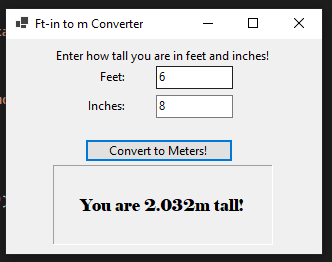 Ft-in to m Converter
Enter how tall you are in feet and inches!
Feet: 6
Inches: 8
Convert to Meters!
You are 2.032m tall!